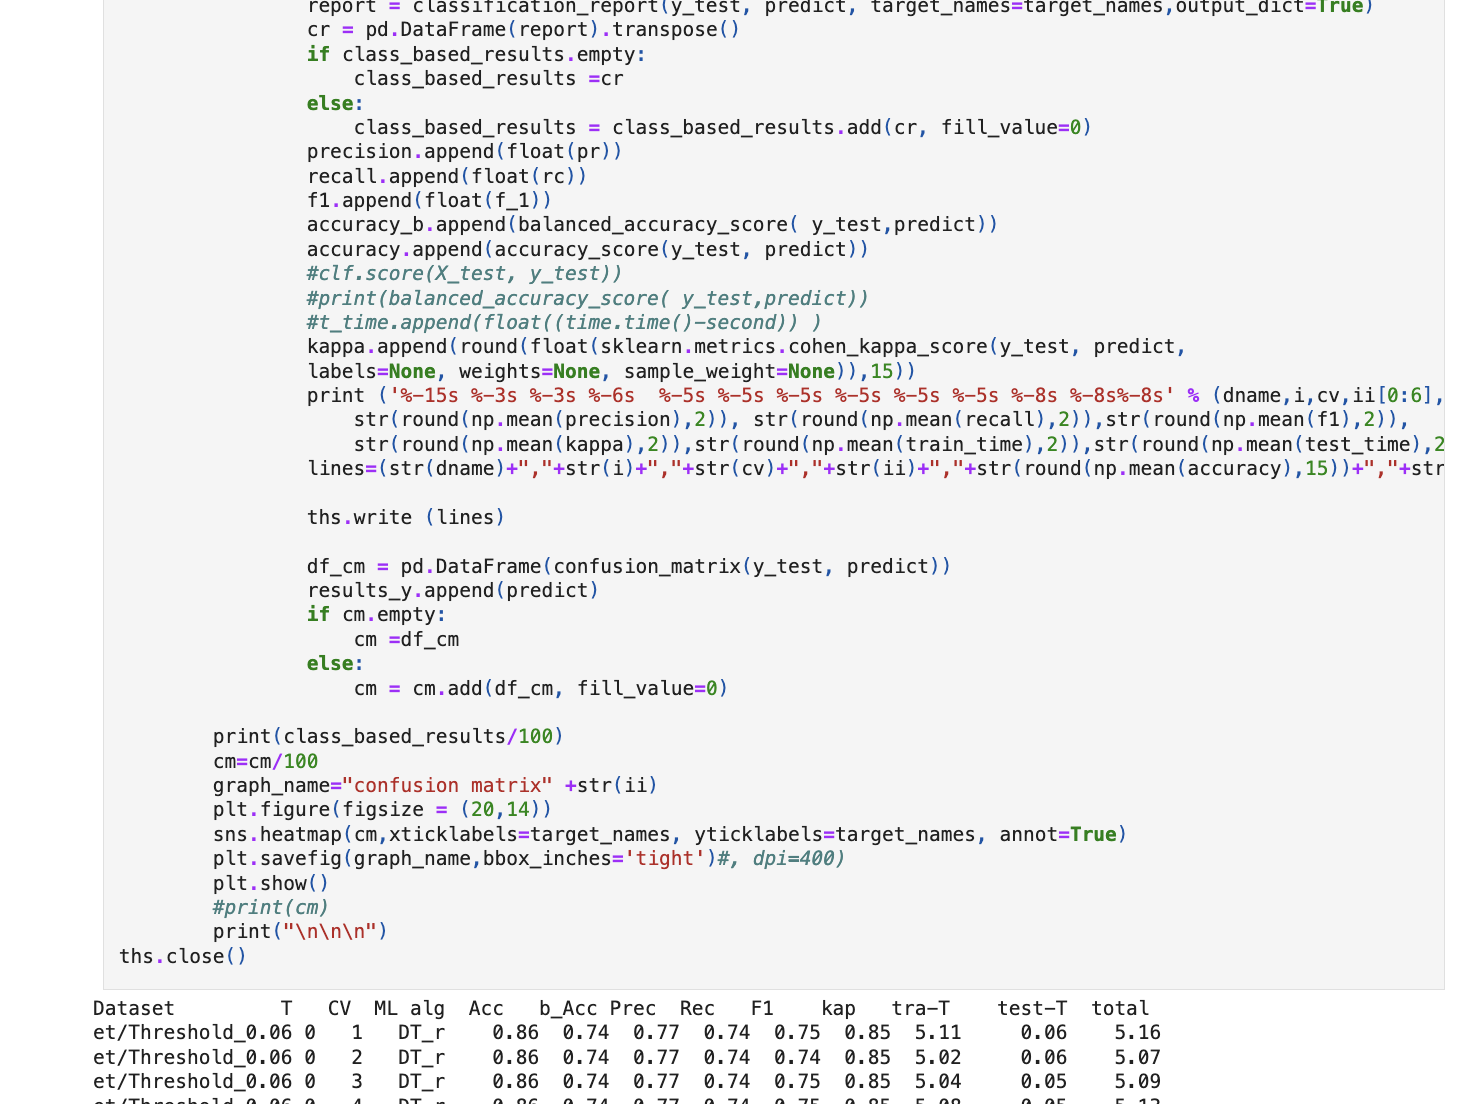 report = classification_report(y_test, predict, target_names=target_names,output_dict=True)
cr = pd.DataFrame(report).transpose()
if class_based_results.empty:
class_based_results =cr
else:
class_based_results = class_based_results.add(cr, fill_value=0)
precision.append(float(pr))
recall.append(float(rc))
f1.append(float(f_1))
accuracy_b.append(balanced_accuracy_score( y_test,predict))
accuracy.append(accuracy_score(y_test, predict))
#clf.score(X_test, y_test))
#print(balanced_accuracy_score( y_test,predict))
#t_time.append(float((time.time()-second)) )
kappa.append(round(float(sklearn.metrics.cohen_kappa_score(y_test, predict,
labels=None, weights=None, sample_weight=None)),15))
print ('%-15s %-3s %-3s %-6s  %-5s %-5s %-5s %-5s %-5s %-5s %-8s %-8s%-8s' % (dname,i,cv,ii[0:6],
str(round(np.mean(precision),2)), str(round(np.mean(recall),2)),str(round(np.mean(f1),2)),
str(round(np.mean(kappa),2)),str(round(np.mean(train_time),2)),str(round(np.mean(test_time),2
lines=(str(dname)+","+str(i)+","+str(cv)+","+str(ii)+","+str(round(np.mean(accuracy),15))+","+str
ths.write (lines)
df_cm = pd.DataFrame(confusion_matrix(y_test, predict))
results_y.append(predict)
if cm.empty:
cm =df_cm
else:
cm = cm.add(df_cm, fill_value=0)
print(class_based_results/100)
cm=cm/100
graph_name="confusion matrix" +str(ii)
plt.figure(figsize = (20,14))
sns.heatmap(cm,xticklabels=target_names, yticklabels=target_names, annot=True)
plt.savefig(graph_name,bbox_inches='tight')#, dpi=400)
plt.show()
#print(cm)
print("\n\n\n")
ths.close()
Dataset T CV ML alg Acc b_Acc Prec Rec F1 kap tra-T test-T total
et/Threshold_0.06 0 1 DT_r 0.86 0.74 0.77 0.74 0.75 0.85 5.11 0.06 5.16
et/Threshold_0.06 0 2 DT_r 0.86 0.74 0.77 0.74 0.74 0.85 5.02 0.06 5.07
et/Threshold_0.06 0 3 DT_r 0.86 0.74 0.77 0.74 0.75 0.85 5.04 0.05 5.09